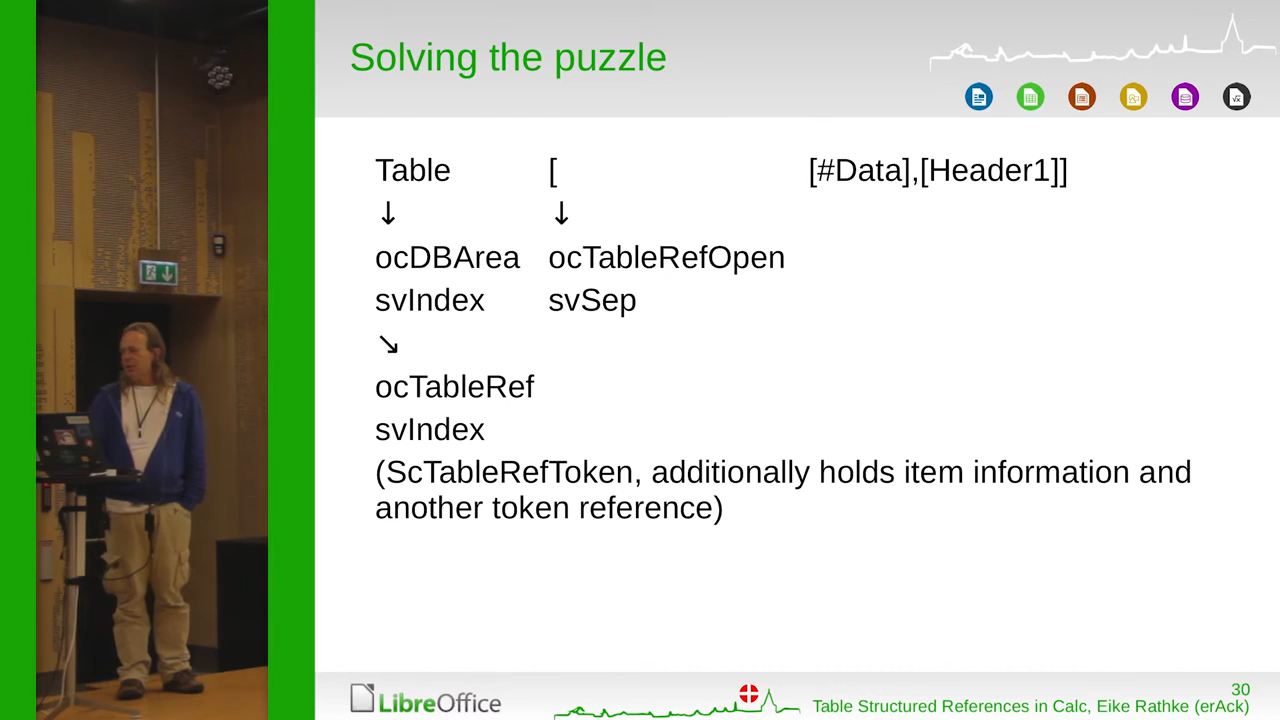 Solving the puzzle
Table [ [#Data],[Header1]]
↓ ↓
ocDBArea ocTableRefOpen
svIndex svSep
↘
ocTableRef
svIndex
(ScTableRefToken, additionally holds item information and
another token reference)
LibreOffice
30
Table Structured References in Calc, Eike Rathke (erAck)